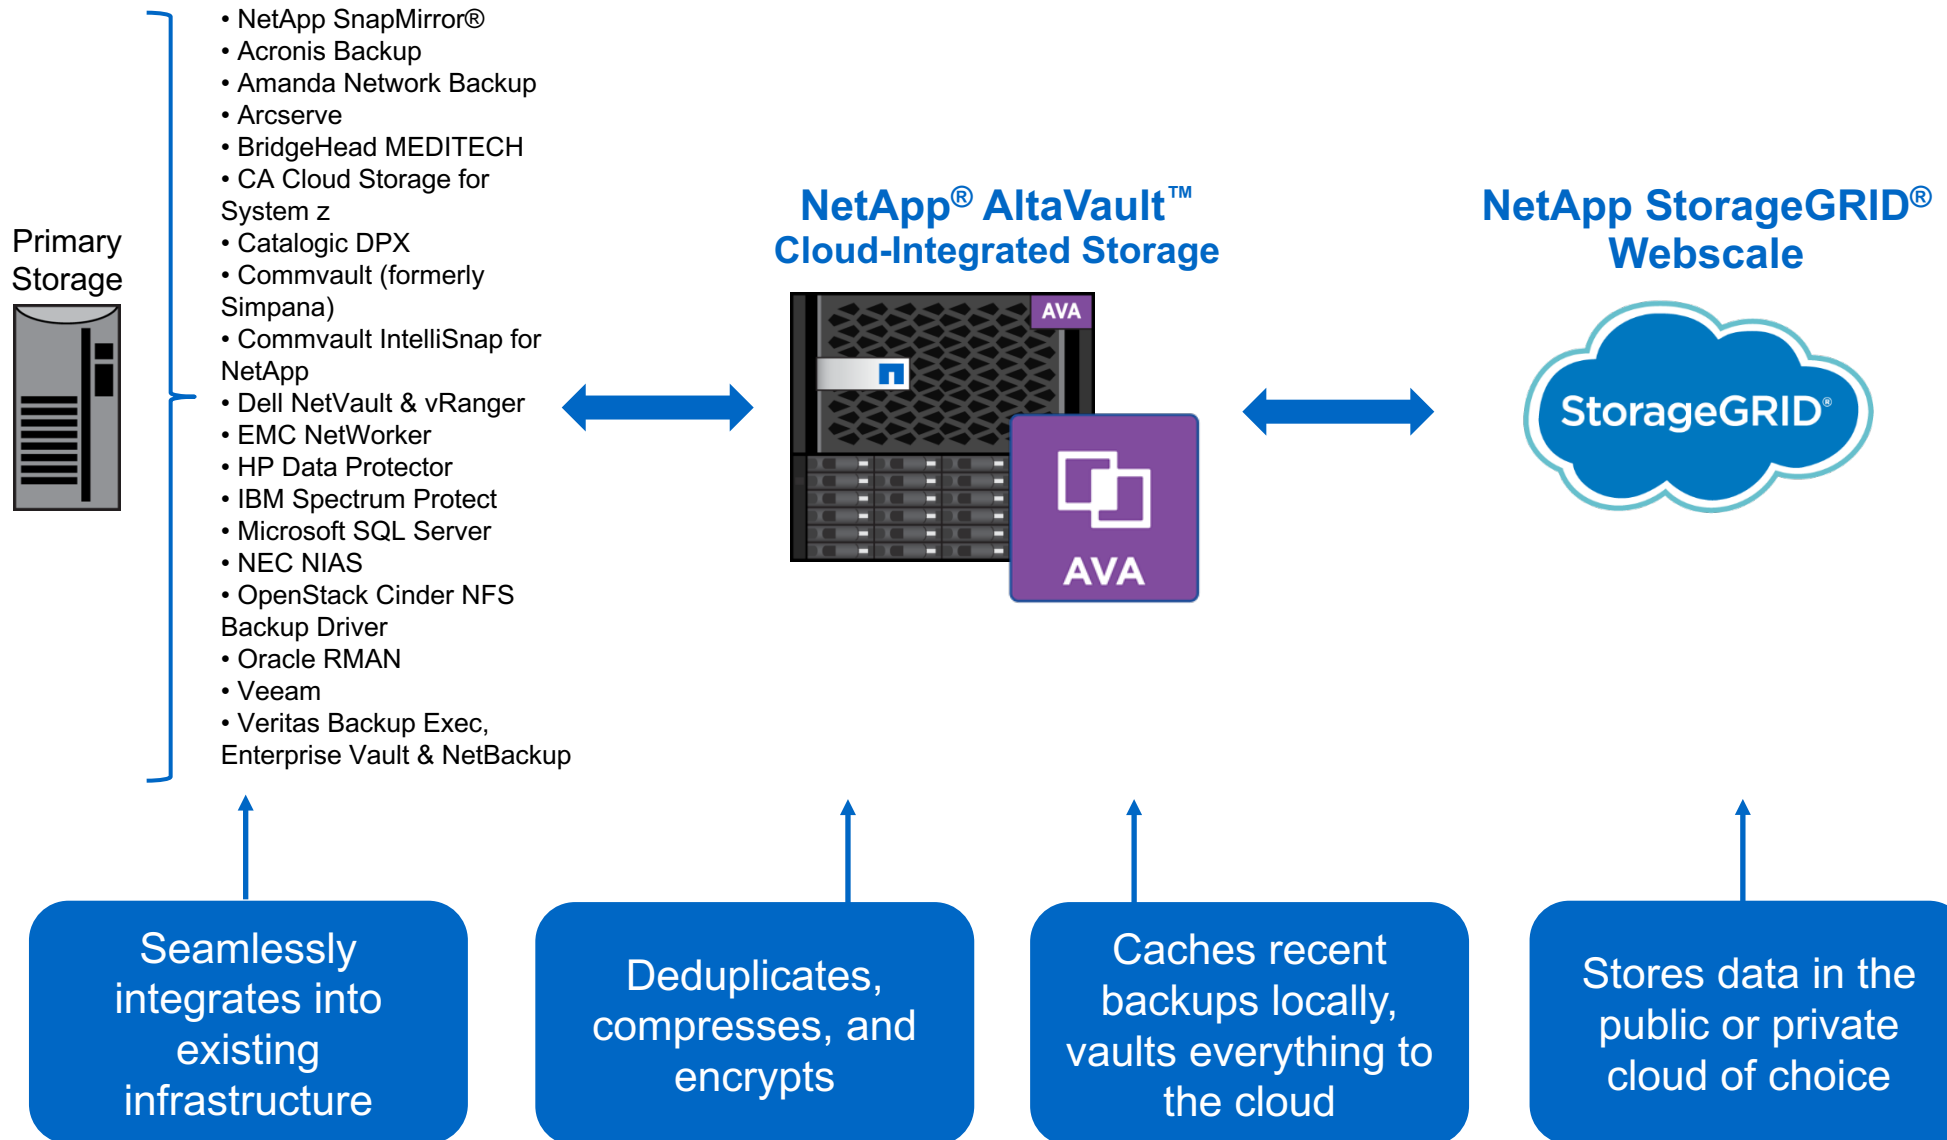 Primary
Storage
• NetApp SnapMirror®
• Acronis Backup
• Amanda Network Backup
• Arcserve
• BridgeHead MEDITECH
• CA Cloud Storage for
System z
• Catalogic DPX
• Commvault (formerly
Simpana)
• Commvault IntelliSnap for
NetApp
• Dell NetVault & vRanger
• EMC NetWorker
• HP Data Protector
• IBM Spectrum Protect
• Microsoft SQL Server
• NEC NIAS
• OpenStack Cinder NFS
Backup Driver
• Oracle RMAN
• Veeam
• Veritas Backup Exec,
Enterprise Vault & NetBackup
NetApp® AltaVault™
Cloud-Integrated Storage
AVA
AVA
NetApp StorageGRID®
Webscale
StorageGRID®
Seamlessly
integrates into
existing
infrastructure
Deduplicates,
compresses, and
encrypts
Caches recent
backups locally,
vaults everything to
the cloud
Stores data in the
public or private
cloud of choice